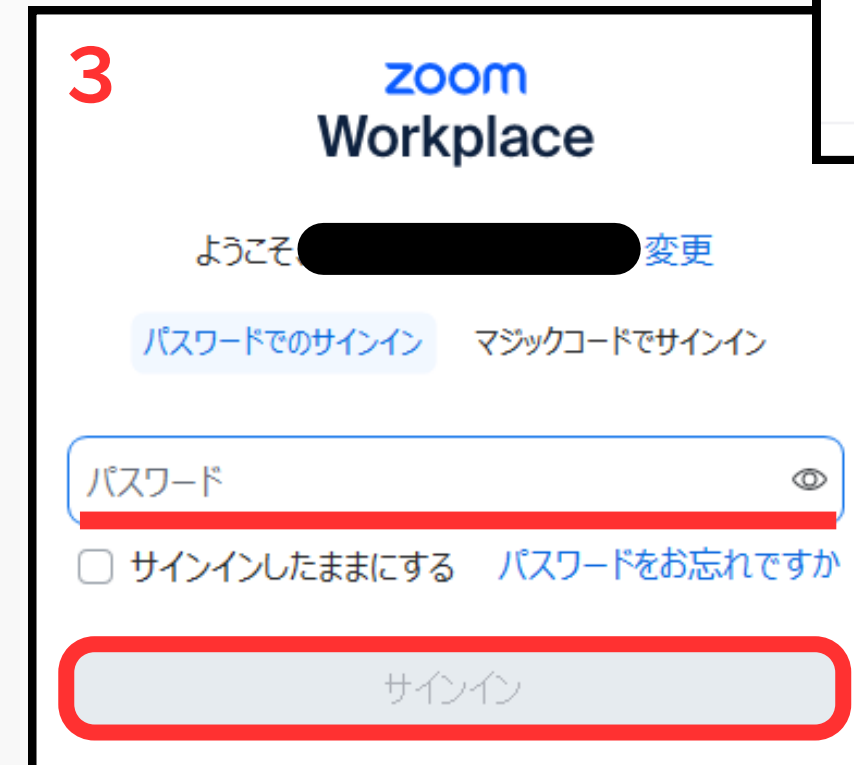 3
zoom
Workplace
ようこそ、 変更
パスワードでのサインイン マジックコードでサインイン
パスワード
サインインしたままにする パスワードをお忘れですか
サインイン